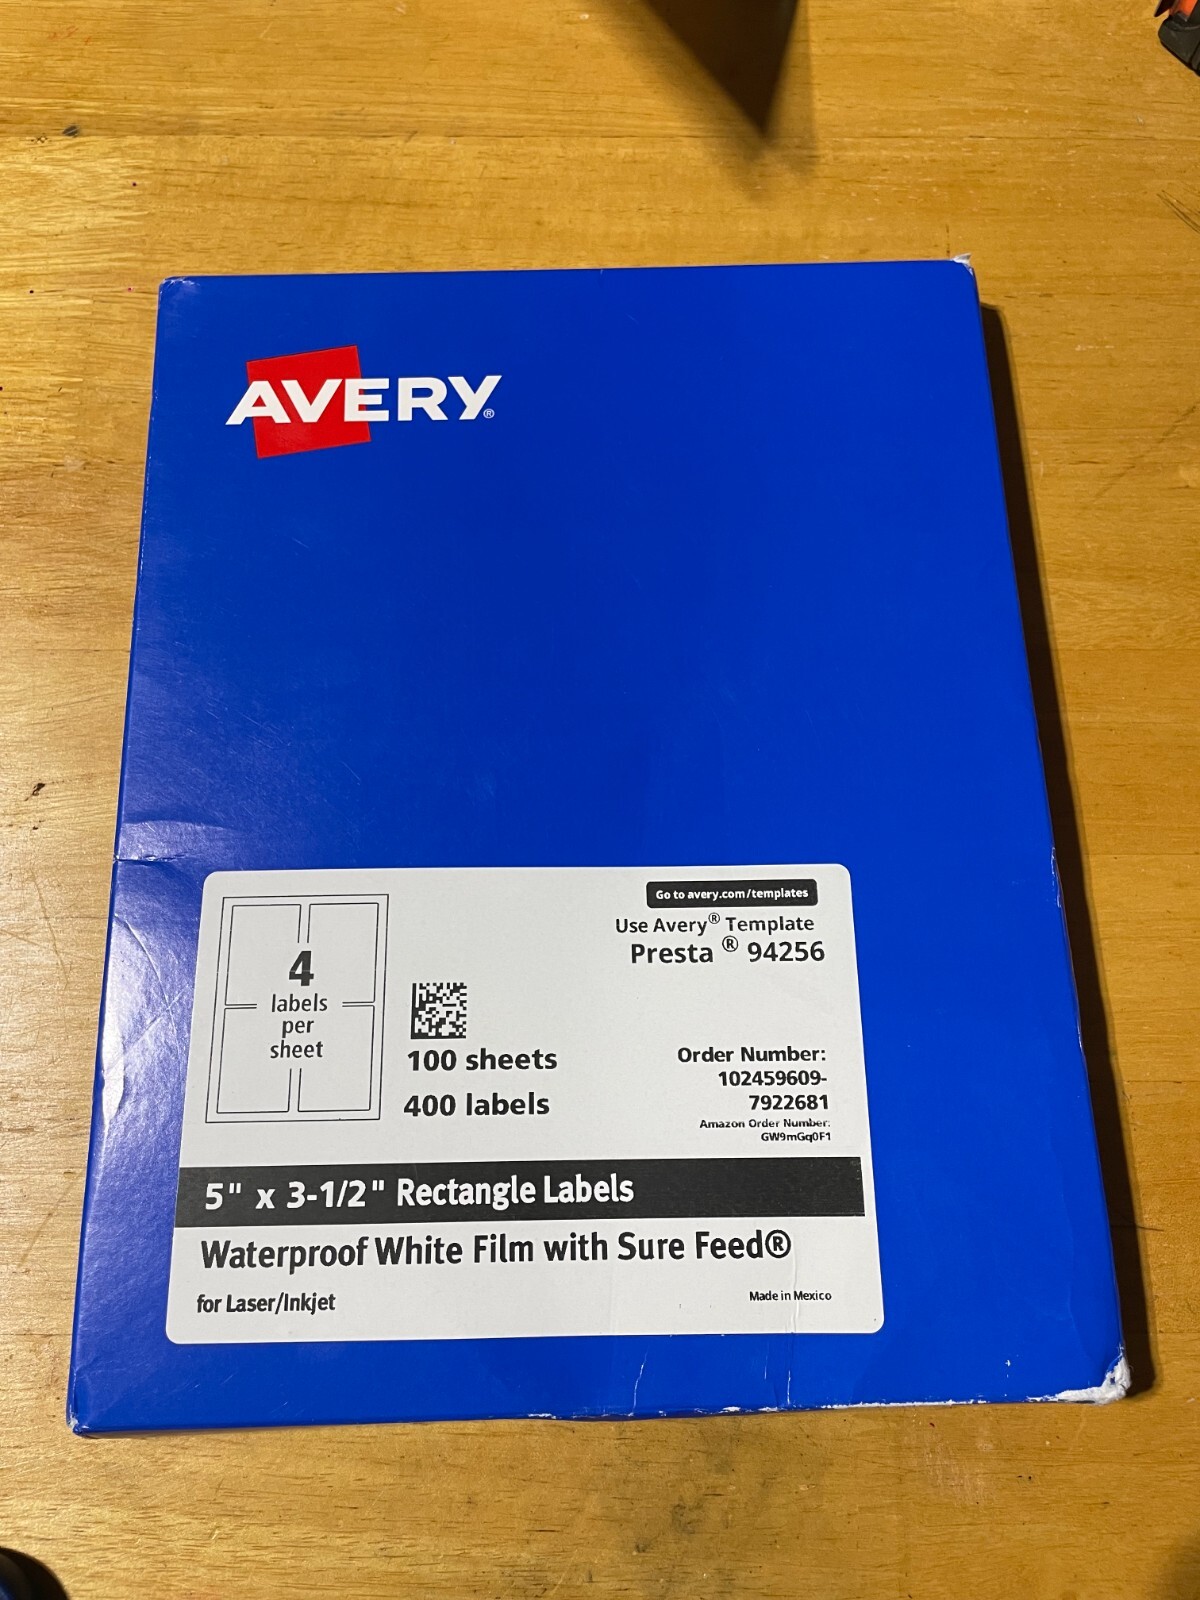 AVERY®
Go to avery.com/templates
Use Avery® Template
Presta ® 94256
4
labels
per
sheet
100 sheets
400 labels
Order Number:
102459609-
7922681
Amazon Order Number:
GW9mGq0F1
5" x 3-1/2" Rectangle Labels
Waterproof White Film with Sure Feed®
for Laser/Inkjet
Made in Mexico